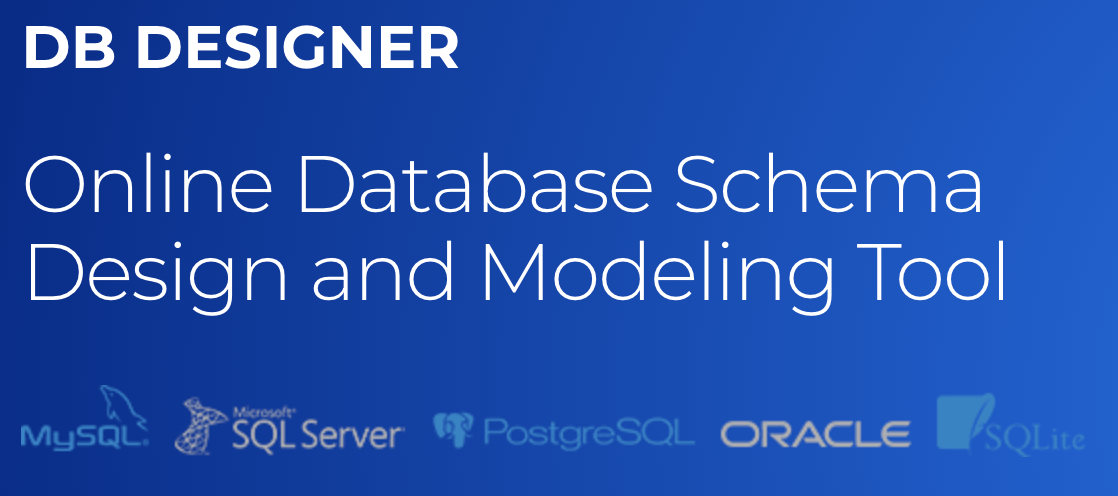 DB DESIGNER
Online Database Schema
Design and Modeling Tool
MySQL®
Microsoft®
SQL Server®
PostgreSQL
ORACLE
SQLite